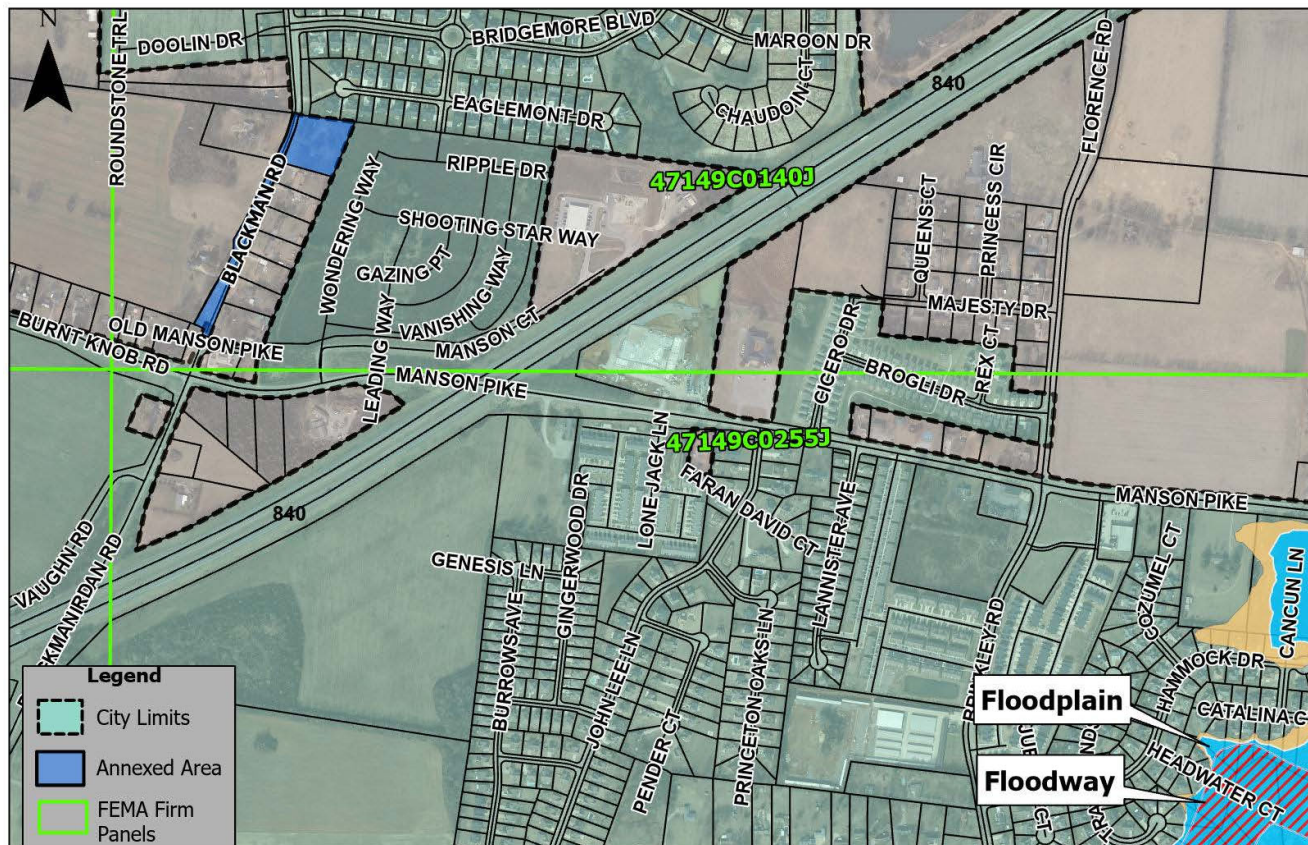 N
DOOLIN DR
ROUNDSTONE TRL
BRIDGEMORE BLVD
MAROON DR
CHAUDOIN CT
EAGLEMONT DR
840
FLORENCE RD
BLACKMAN RD
RIPPLE DR
47149C0140J
WONDERING WAY
SHOOTING STAR WAY
GAZING PT
VANISHING WAY
QUEENS CT
PRINCESS CIR
MAJESTY DR
OLD MANSON PIKE
BURNT KNOB RD
LEADING WAY
MANSON CT
MANSON PIKE
CICERO DR
BROGLI DR
REX CT
47149C0255J
LONE JACK LN
FARAN DAVID CT
LANNISTER AVE
MANSON PIKE
840
VAUGHN RD
GENESIS LN
GINGERWOOD DR
BURROWS AVE
JOHN LEE LN
PENDER CT
PRINCETON OAKS LN
COZUMEL CT
CANCUN LN
HAMMOCK DR
CATALINA C
HEADWATER CT
Floodplain
Floodway
Legend
City Limits
Annexed Area
FEMA Firm
Panels